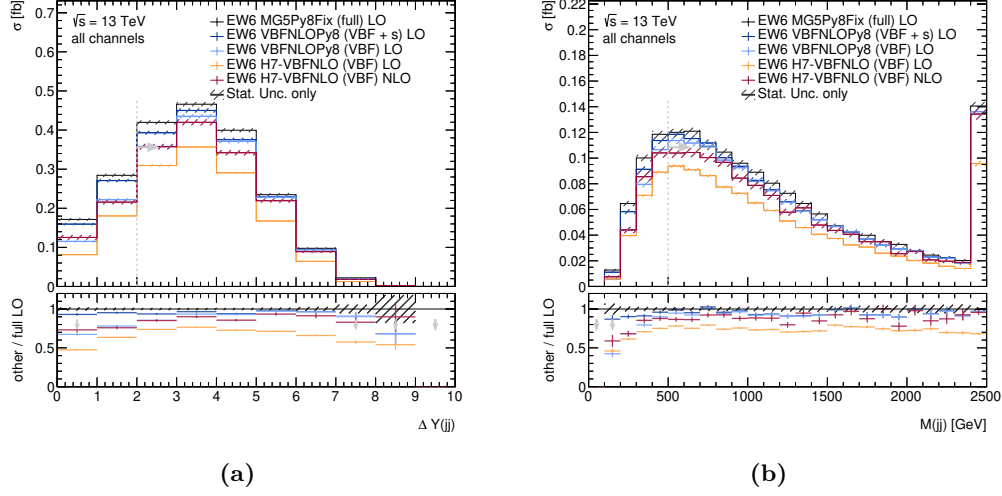 σ [fb]
√s = 13 TeV
all channels
EW6 MG5Py8Fix (full) LO
EW6 VBFNLOPy8 (VBF + s) LO
EW6 VBFNLOPy8 (VBF) LO
EW6 H7-VBFNLO (VBF) LO
EW6 H7-VBFNLO (VBF) NLO
Stat. Unc. only
0.7
0.6
0.5
0.4
0.3
0.2
0.1
0
other / full LO
1
0.5
0
0 1 2 3 4 5 6 7 8 9 10
Δ Y(jj)
(a)
σ [fb]
√s = 13 TeV
all channels
EW6 MG5Py8Fix (full) LO
EW6 VBFNLOPy8 (VBF + s) LO
EW6 VBFNLOPy8 (VBF) LO
EW6 H7-VBFNLO (VBF) LO
EW6 H7-VBFNLO (VBF) NLO
Stat. Unc. only
0.22
0.2
0.18
0.16
0.14
0.12
0.10
0.08
0.06
0.04
0.02
0
other / full LO
1
0.5
0
0 500 1000 1500 2000 2500
M(jj) [GeV]
(b)